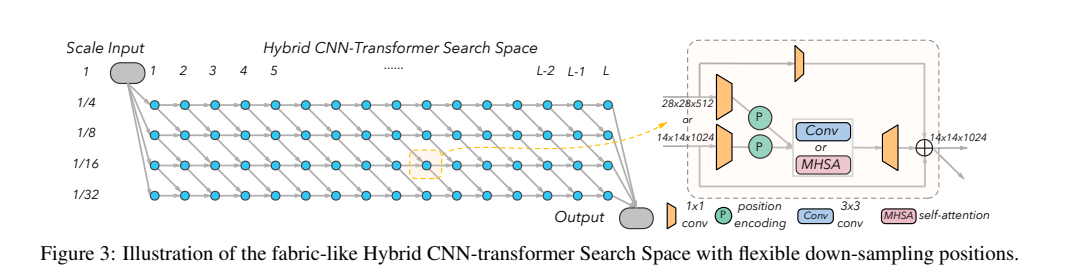 Scale Input Hybrid CNN-Transformer Search Space
1 1 2 3 4 5 ...... L-2 L-1 L
1/4
1/8
1/16
1/32
Output
28x28x512
or
14x14x1024
P
P
Conv
or
MHSA
14x14x1024
1x1 conv
P position encoding
Conv 3x3 conv
MHSA self-attention
Figure 3: Illustration of the fabric-like Hybrid CNN-transformer Search Space with flexible down-sampling positions.